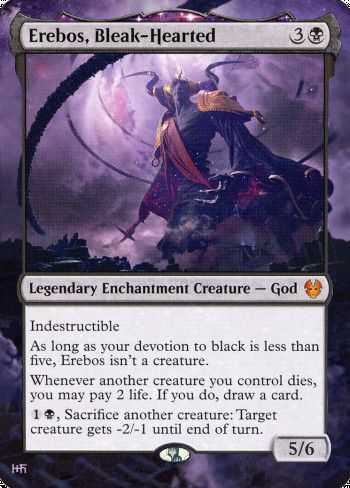 Erebos, Bleak-Hearted 3
Legendary Enchantment Creature — God
Indestructible
As long as your devotion to black is less than
five, Erebos isn't a creature.
Whenever another creature you control dies,
you may pay 2 life. If you do, draw a card.
1 , Sacrifice another creature: Target
creature gets -2/-1 until end of turn.
5/6